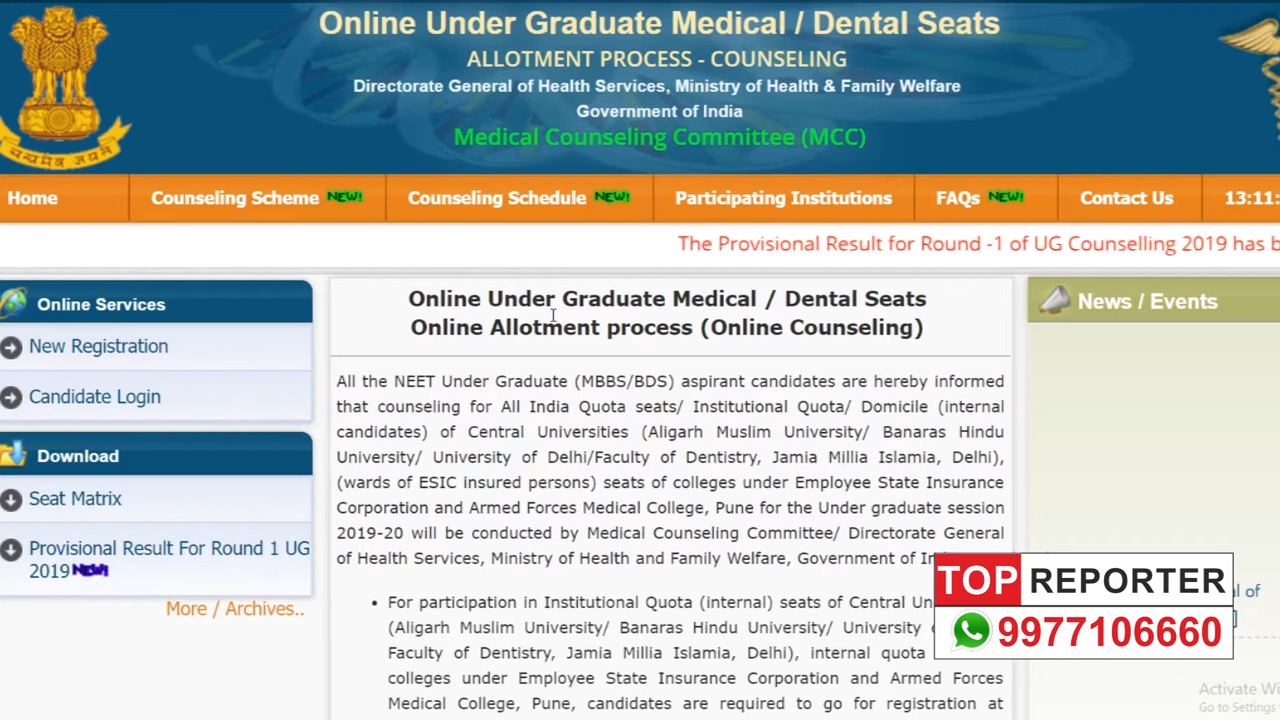 Online Under Graduate Medical / Dental Seats
ALLOTMENT PROCESS - COUNSELING
Directorate General of Health Services, Ministry of Health & Family Welfare
Government of India
Medical Counseling Committee (MCC)
सत्यमेव जयते
Home Counseling Scheme NEW! Counseling Schedule NEW! Participating Institutions FAQs NEW! Contact Us 13:11:
The Provisional Result for Round -1 of UG Counselling 2019 has b
Online Services
New Registration
Candidate Login
Download
Seat Matrix
Provisional Result For Round 1 UG
2019 NEW!
More / Archives..
Online Under Graduate Medical / Dental Seats
Online Allotment process (Online Counseling)
All the NEET Under Graduate (MBBS/BDS) aspirant candidates are hereby informed
that counseling for All India Quota seats/ Institutional Quota/ Domicile (internal
candidates) of Central Universities (Aligarh Muslim University/ Banaras Hindu
University/ University of Delhi/Faculty of Dentistry, Jamia Millia Islamia, Delhi),
(wards of ESIC insured persons) seats of colleges under Employee State Insurance
Corporation and Armed Forces Medical College, Pune for the Under graduate session
2019-20 will be conducted by Medical Counseling Committee/ Directorate General
of Health Services, Ministry of Health and Family Welfare, Government of In
• For participation in Institutional Quota (internal) seats of Central Un
(Aligarh Muslim University/ Banaras Hindu University/ University
Faculty of Dentistry, Jamia Millia Islamia, Delhi), internal quota
colleges under Employee State Insurance Corporation and Armed Forces
Medical College, Pune, candidates are required to go for registration at
News / Events
of
TOP REPORTER
9977106660
Activate Wi
Go to Settings